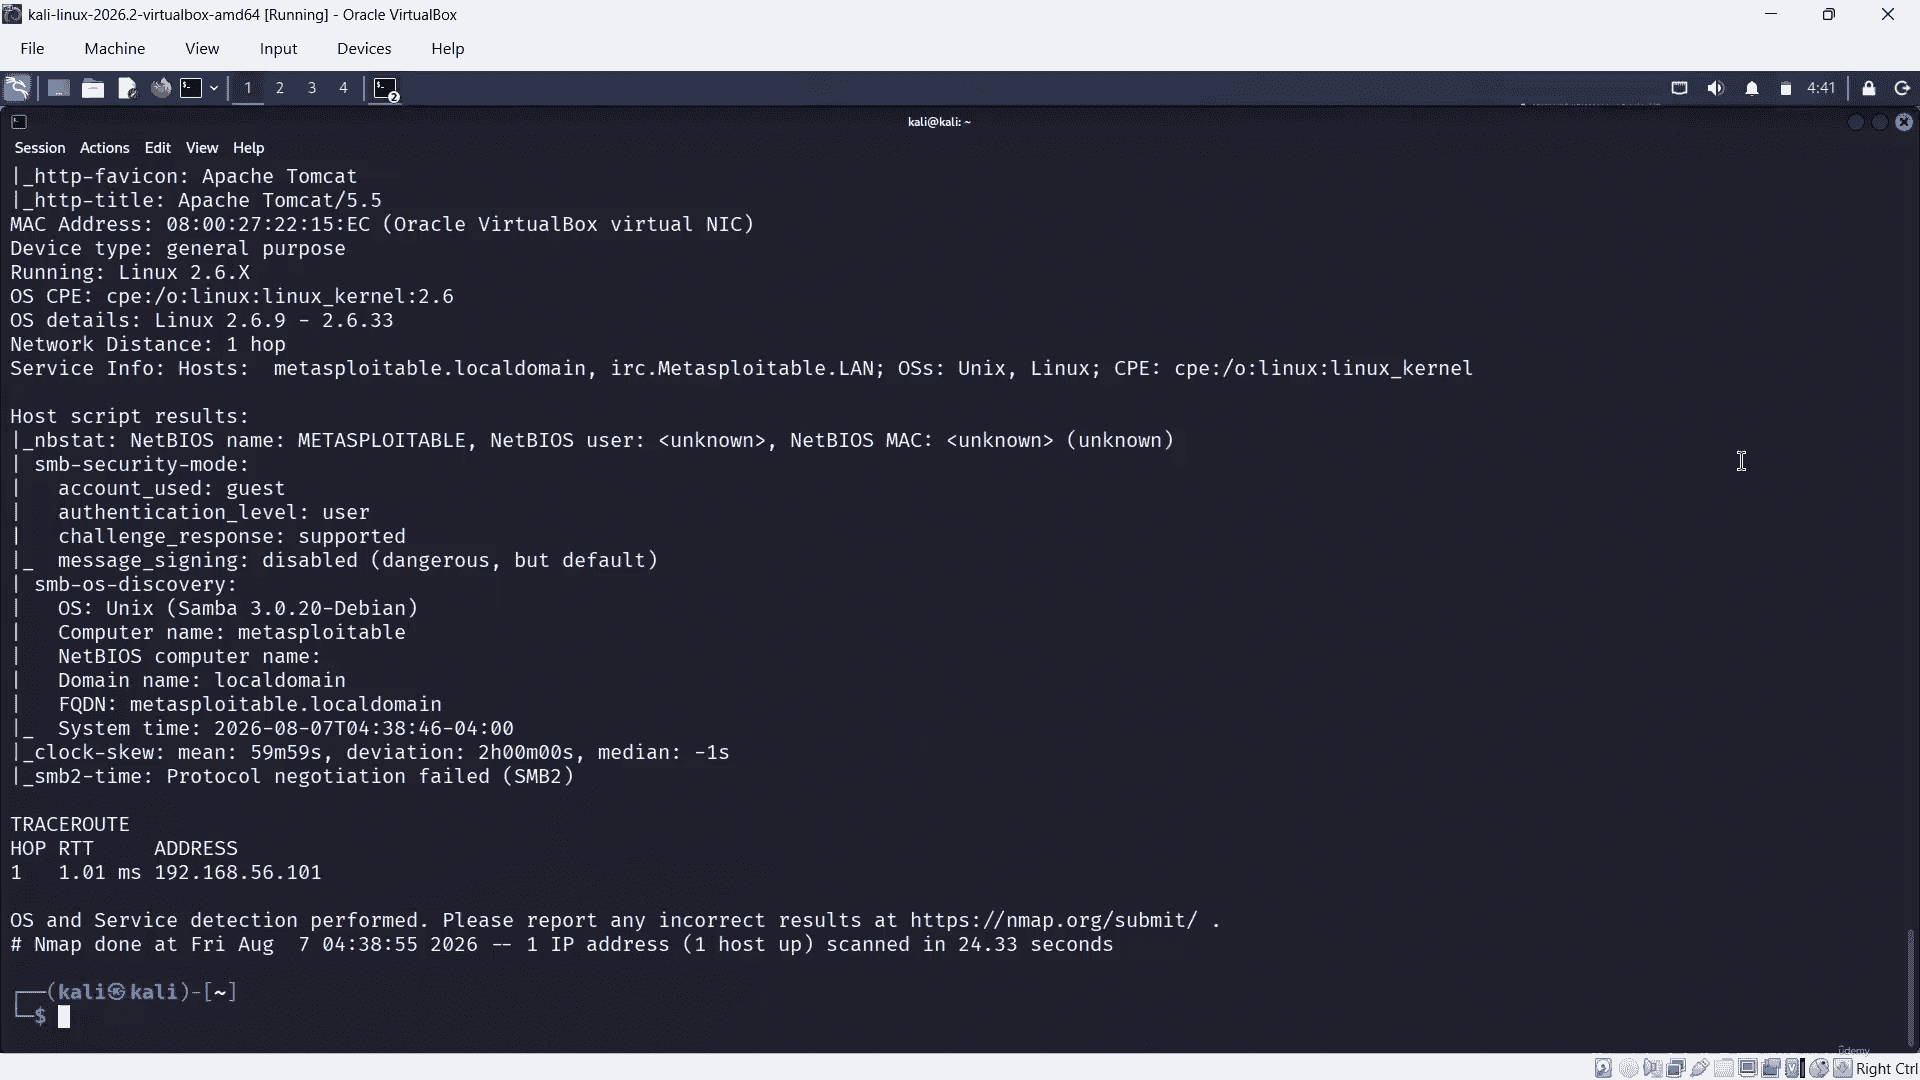 kali-linux-2026.2-virtualbox-amd64 [Running] - Oracle VirtualBox
File Machine View Input Devices Help
1 2 3 4 2 4:41
kali@kali: ~
Session Actions Edit View Help
|_http-favicon: Apache Tomcat
|_http-title: Apache Tomcat/5.5
MAC Address: 08:00:27:22:15:EC (Oracle VirtualBox virtual NIC)
Device type: general purpose
Running: Linux 2.6.X
OS CPE: cpe:/o:linux:linux_kernel:2.6
OS details: Linux 2.6.9 - 2.6.33
Network Distance: 1 hop
Service Info: Hosts:  metasploitable.localdomain, irc.Metasploitable.LAN; OSs: Unix, Linux; CPE: cpe:/o:linux:linux_kernel
Host script results:
|_nbstat: NetBIOS name: METASPLOITABLE, NetBIOS user: <unknown>, NetBIOS MAC: <unknown> (unknown)
| smb-security-mode:
|   account_used: guest
|   authentication_level: user
|   challenge_response: supported
|_  message_signing: disabled (dangerous, but default)
| smb-os-discovery:
|   OS: Unix (Samba 3.0.20-Debian)
|   Computer name: metasploitable
|   NetBIOS computer name:
|   Domain name: localdomain
|   FQDN: metasploitable.localdomain
|_  System time: 2026-08-07T04:38:46-04:00
|_clock-skew: mean: 59m59s, deviation: 2h00m00s, median: -1s
|_smb2-time: Protocol negotiation failed (SMB2)
TRACEROUTE
HOP RTT     ADDRESS
1   1.01 ms 192.168.56.101
OS and Service detection performed. Please report any incorrect results at https://nmap.org/submit/ .
# Nmap done at Fri Aug  7 04:38:55 2026 -- 1 IP address (1 host up) scanned in 24.33 seconds
┌──(kali㉿kali)-[~]
└─$
ûdemy
Right Ctrl